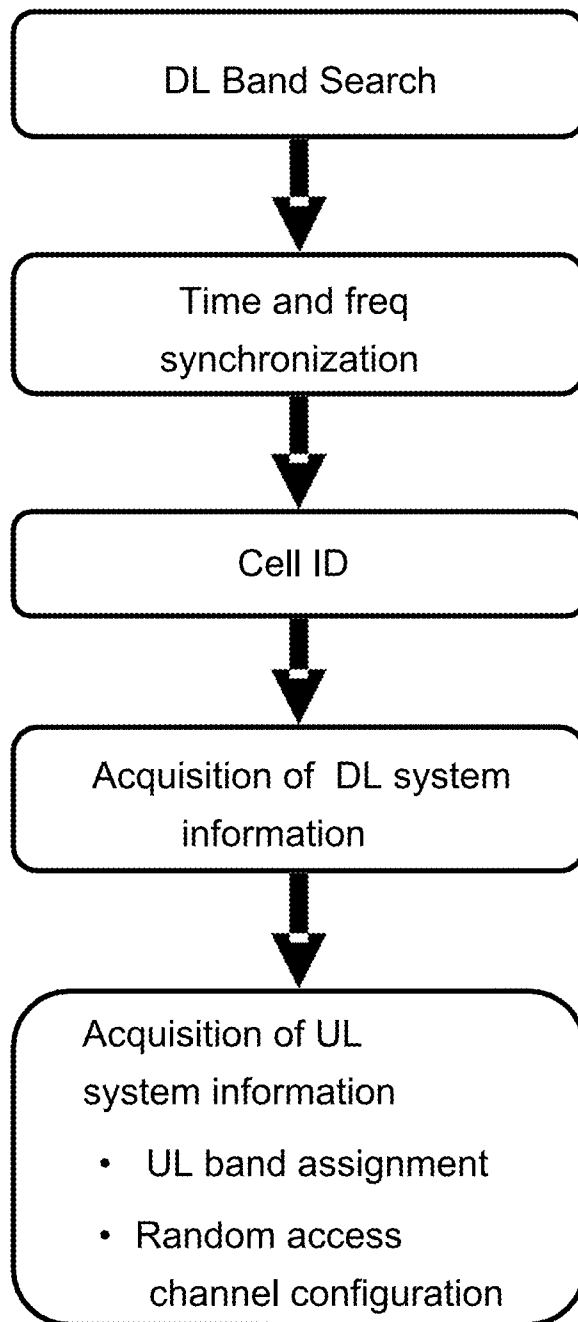 DL Band Search
Time and freq
synchronization
Cell ID
Acquisition of DL system
information
Acquisition of UL
system information
• UL band assignment
• Random access
channel configuration